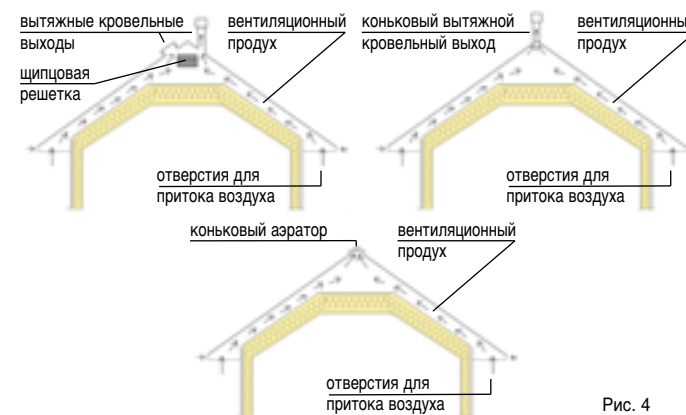 вытяжные кровельные
выходы
щипцовая
решетка
вентиляционный
продух
отверстия для
притока воздуха
коньковый вытяжной
кровельный выход
вентиляционны
продух
отверстия для
притока воздуха
коньковый аэратор
вентиляционный
продух
отверстия для
притока воздуха
Рис. 4